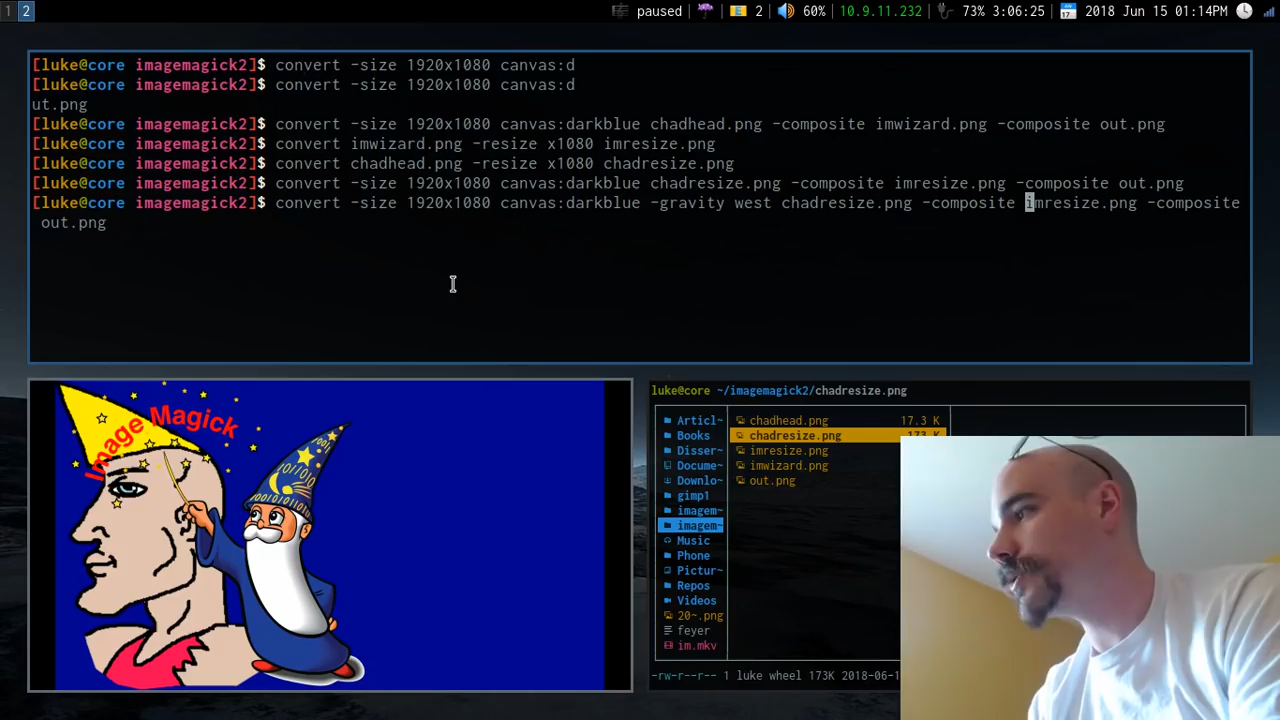 1 2 paused 2 60% 10.9.11.232 73% 3:06:25 2018 Jun 15 01:14PM
[luke@core imagemagick2]$ convert -size 1920x1080 canvas:d
[luke@core imagemagick2]$ convert -size 1920x1080 canvas:d
ut.png
[luke@core imagemagick2]$ convert -size 1920x1080 canvas:darkblue chadhead.png -composite imwizard.png -composite out.png
[luke@core imagemagick2]$ convert imwizard.png -resize x1080 imresize.png
[luke@core imagemagick2]$ convert chadhead.png -resize x1080 chadresize.png
[luke@core imagemagick2]$ convert -size 1920x1080 canvas:darkblue chadresize.png -composite imresize.png -composite out.png
[luke@core imagemagick2]$ convert -size 1920x1080 canvas:darkblue -gravity west chadresize.png -composite imresize.png -composite
out.png
Image Magick
luke@core ~/imagemagick2/chadresize.png
Articl~ chadhead.png 17.3 K
Books chadresize.png 173 K
Disser~ imresize.png
Docume~ imwizard.png
Downlo~ out.png
gimp1
imagem~
imagem~
Music
Phone
Pictur~
Repos
Videos
20~.png
feyer
im.mkv
-rw-r--r-- 1 luke wheel 173K 2018-06-1